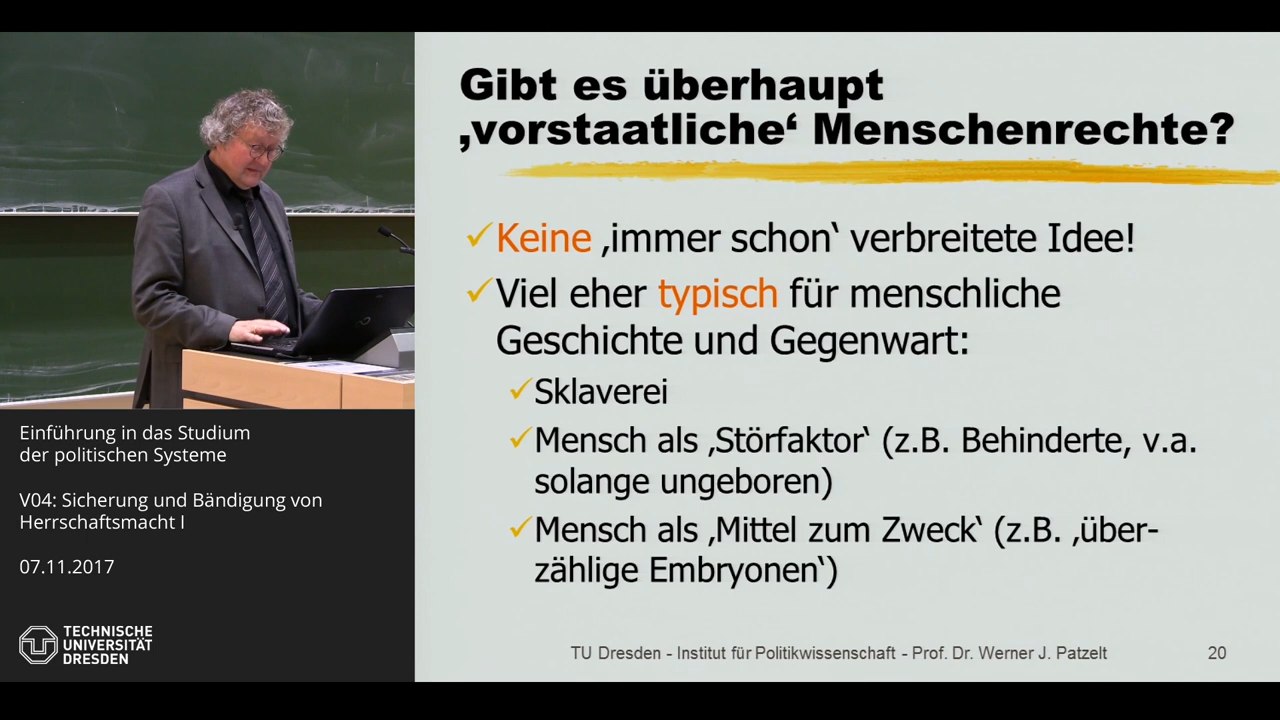 Gibt es überhaupt
‚vorstaatliche‘ Menschenrechte?
Keine ‚immer schon‘ verbreitete Idee!
Viel eher typisch für menschliche
Geschichte und Gegenwart:
Sklaverei
Mensch als ‚Störfaktor‘ (z.B. Behinderte, v.a.
solange ungeboren)
Mensch als ‚Mittel zum Zweck‘ (z.B. ‚über-
zählige Embryonen‘)
TU Dresden - Institut für Politikwissenschaft - Prof. Dr. Werner J. Patzelt
20
Einführung in das Studium
der politischen Systeme
V04: Sicherung und Bändigung von
Herrschaftsmacht I
07.11.2017
TECHNISCHE
UNIVERSITÄT
DRESDEN